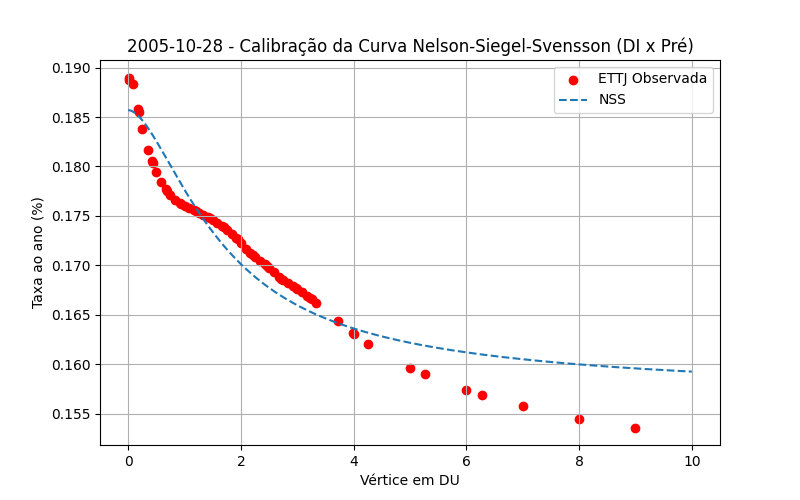 2005-10-28 - Calibração da Curva Nelson-Siegel-Svensson (DI x Pré)
ETTJ Observada
NSS
Taxa ao ano (%)
0.190
0.185
0.180
0.175
0.170
0.165
0.160
0.155
0 2 4 6 8 10
Vértice em DU